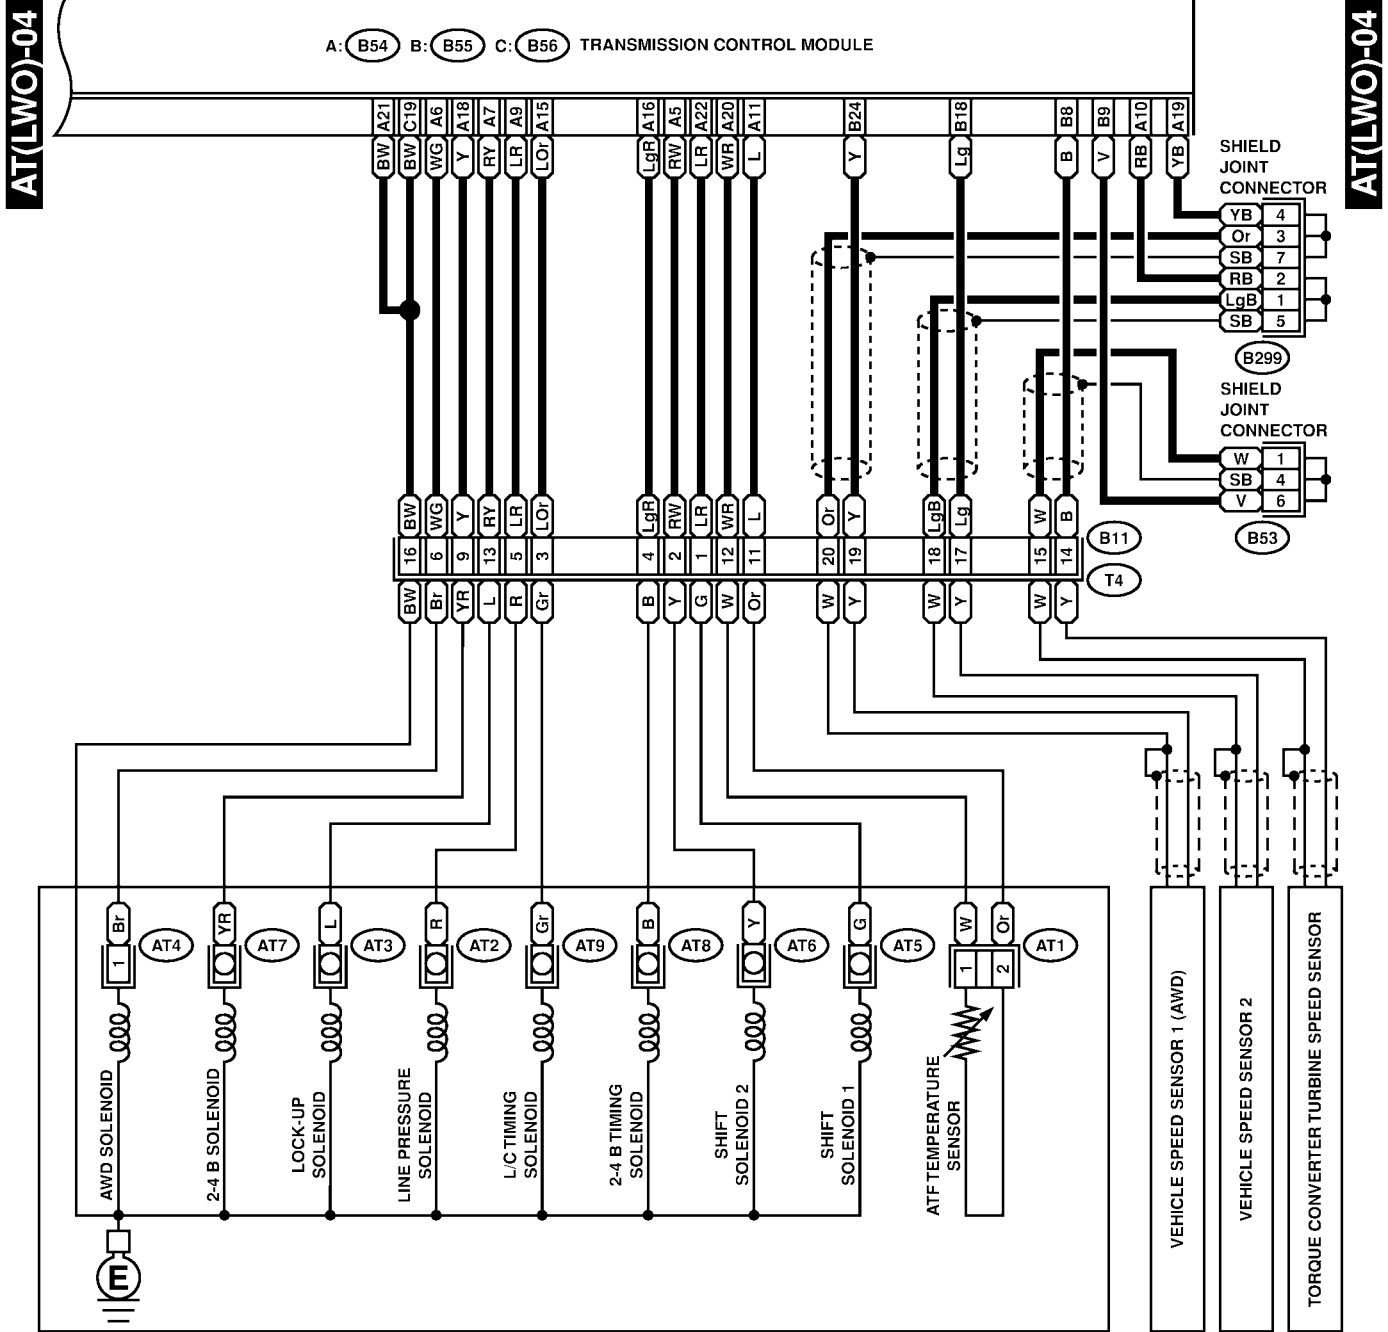 AT(LWO)-04
AT(LWO)-04
A: B54 B: B55 C: B56 TRANSMISSION CONTROL MODULE
A21 C19 A6 A18 A7 A9 A15 A16 A5 A22 A20 A11 B24 B18 B8 B9 A10 A19
BW BW WG Y RY LR LOr LgR RW LR WR L Y Lg B V RB YB
SHIELD
JOINT
CONNECTOR
YB 4
Or 3
SB 7
RB 2
LgB 1
SB 5
B299
SHIELD
JOINT
CONNECTOR
W 1
SB 4
V 6
B53
BW WG Y RY LR LOr LgR RW LR WR L Or Y LgB Lg W B
16 6 9 13 5 3 4 2 1 12 11 20 19 18 17 15 14
B11
T4
BW Br YR L R Gr B Y G W Or W Y W Y W Y
Br YR L R Gr B Y G W Or
AT4 AT7 AT3 AT2 AT9 AT8 AT6 AT5 AT1
1 1 2
AWD SOLENOID
2-4 B SOLENOID
LOCK-UP
SOLENOID
LINE PRESSURE
SOLENOID
L/C TIMING
SOLENOID
2-4 B TIMING
SOLENOID
SHIFT
SOLENOID 2
SHIFT
SOLENOID 1
ATF TEMPERATURE
SENSOR
VEHICLE SPEED SENSOR 1 (AWD)
VEHICLE SPEED SENSOR 2
TORQUE CONVERTER TURBINE SPEED SENSOR
E